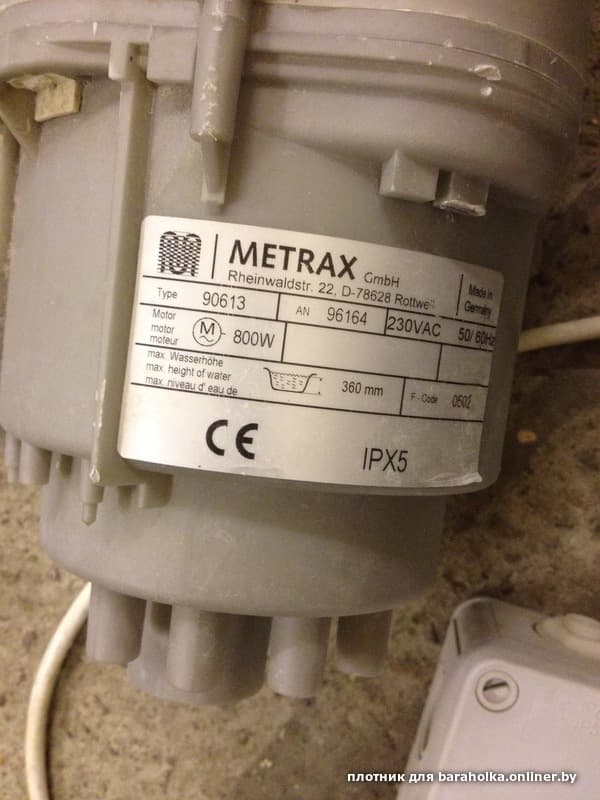 METRAX GmbH
Rheinwaldstr. 22, D-78628 Rottweil
Made in
Germany
Type 90613 AN 96164 230VAC 50/ 60Hz
Motor
motor
moteur
M 800W
max. Wasserhöhe
max. height of water
max. niveau d' eau de
360 mm
F - Code 0502
CE IPX5
плотник для baraholka.onliner.by